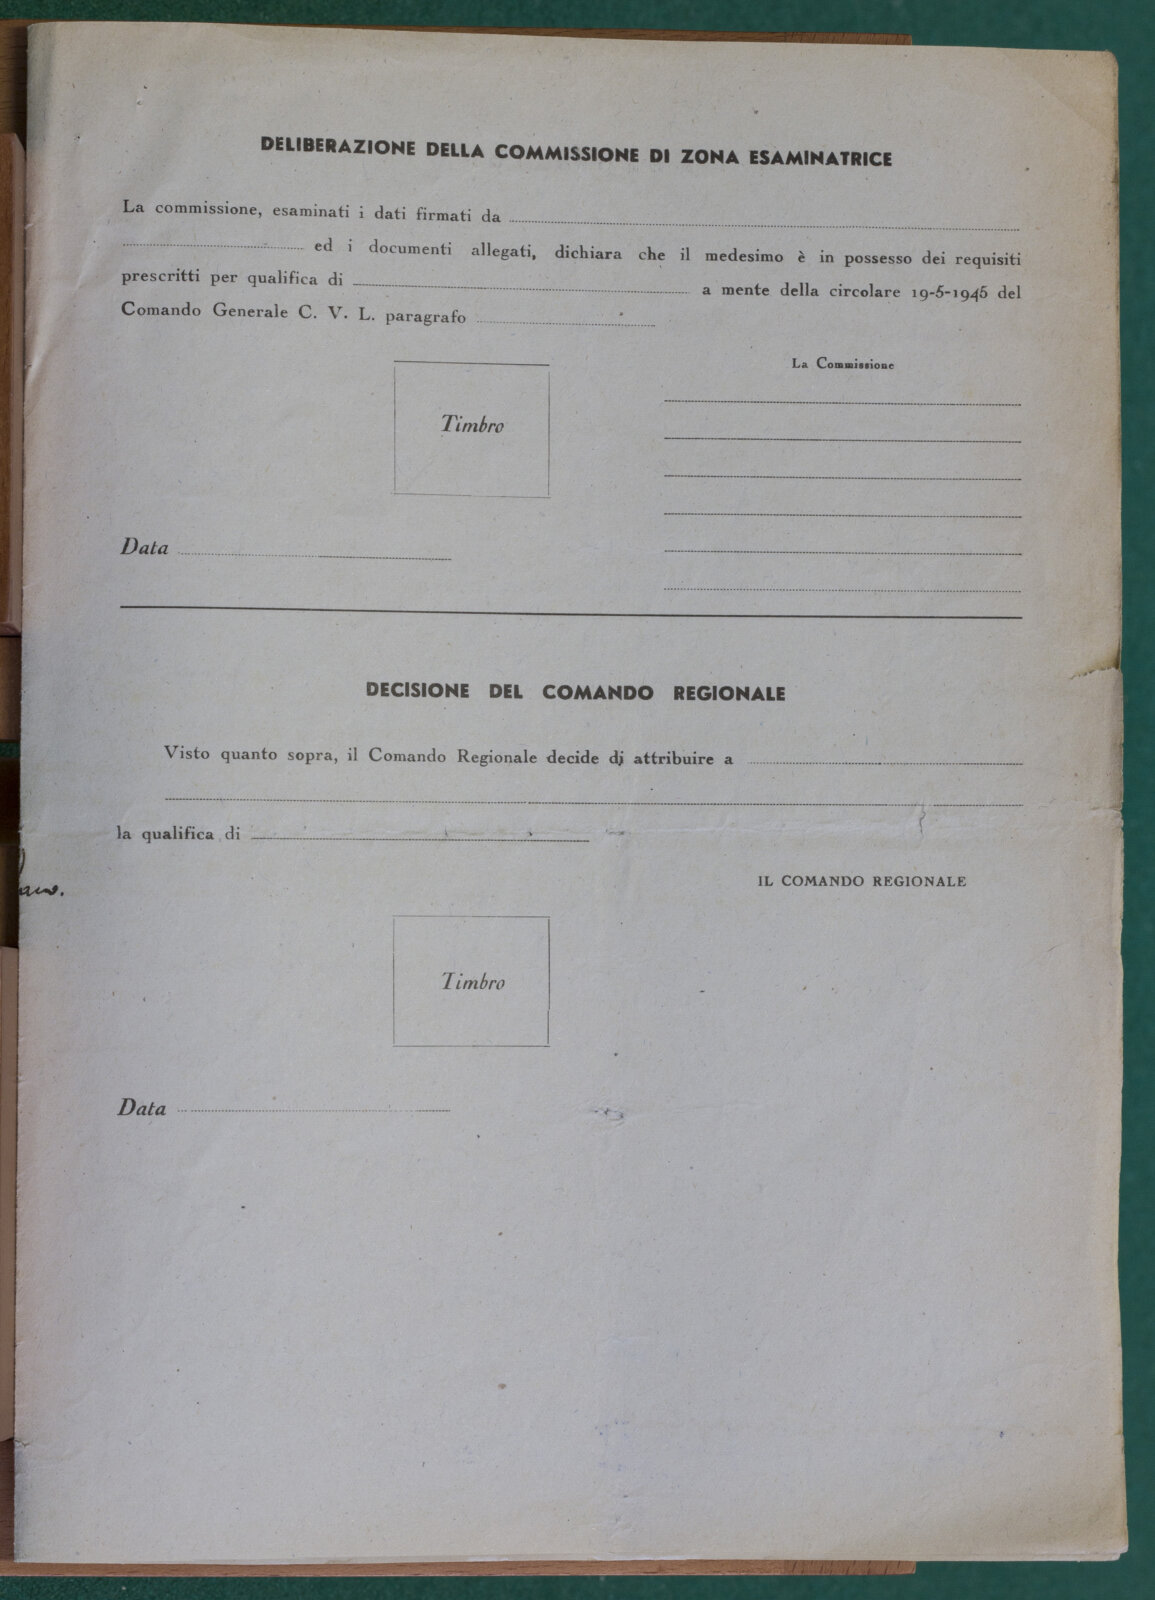 DELIBERAZIONE DELLA COMMISSIONE DI ZONA ESAMINATRICE
La commissione, esaminati i dati firmati da
ed i documenti allegati, dichiara che il medesimo è in possesso dei requisiti
prescritti per qualifica di a mente della circolare 19-5-1945 del
Comando Generale C. V. L. paragrafo
La Commissione
Timbro
Data
DECISIONE DEL COMANDO REGIONALE
Visto quanto sopra, il Comando Regionale decide di attribuire a
la qualifica di
IL COMANDO REGIONALE
Timbro
Data